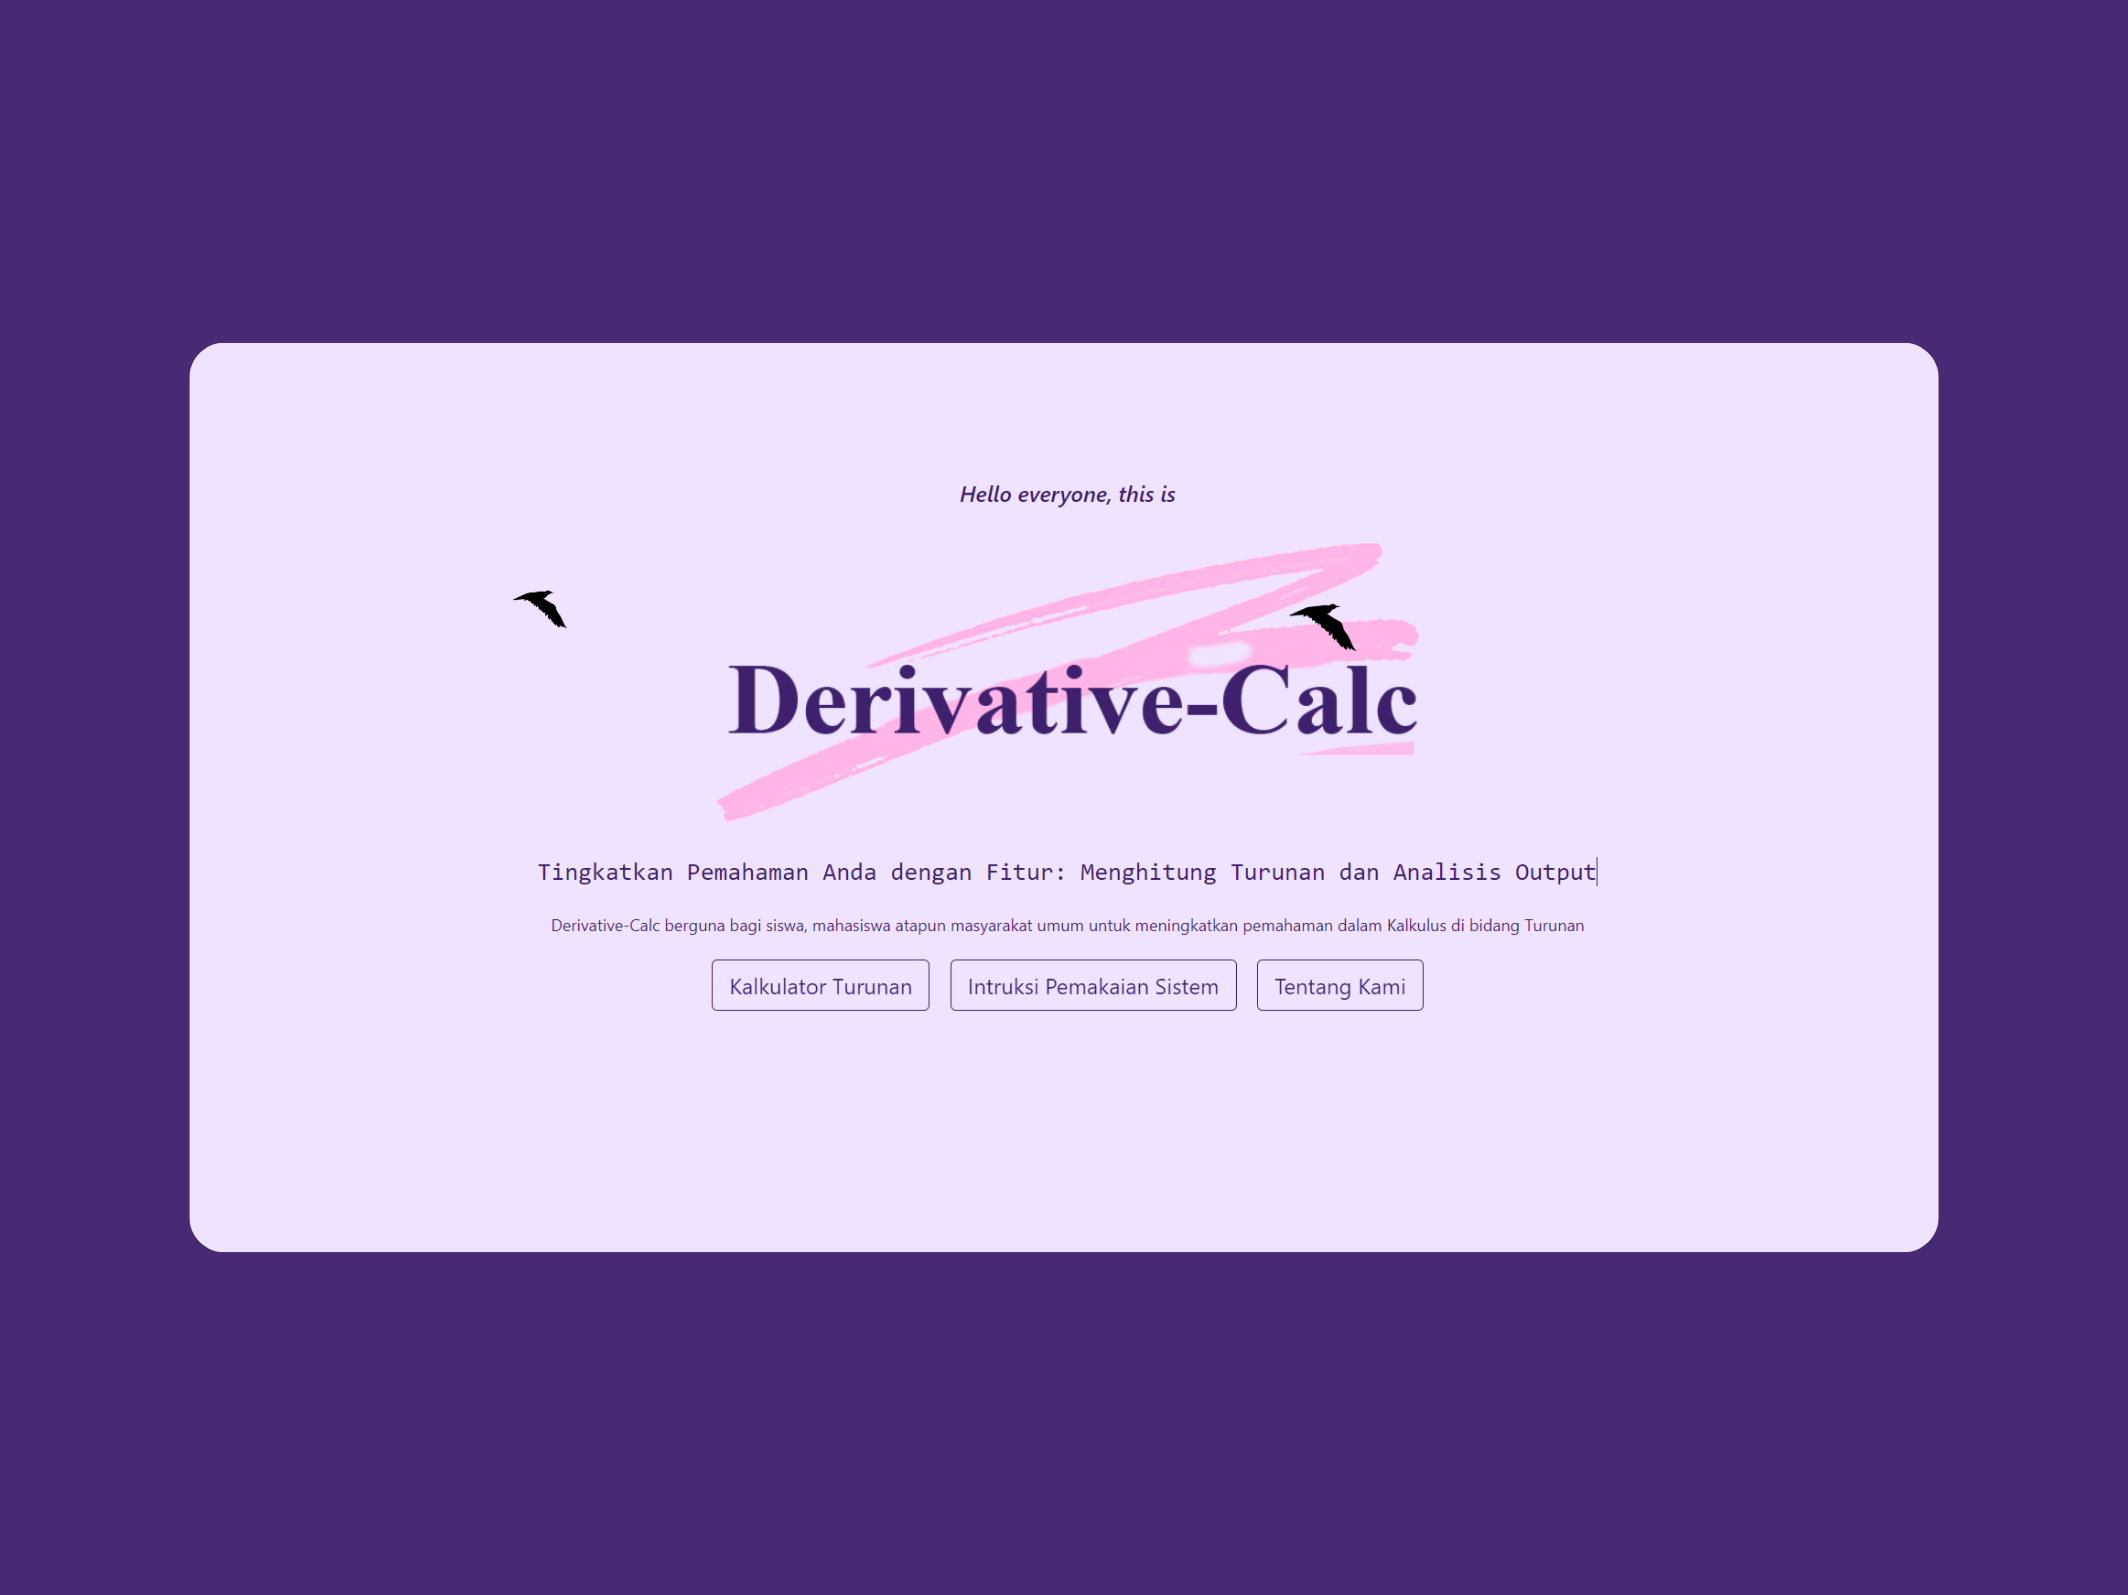 Hello everyone, this is
Derivative-Calc
Tingkatkan Pemahaman Anda dengan Fitur: Menghitung Turunan dan Analisis Output
Derivative-Calc berguna bagi siswa, mahasiswa atapun masyarakat umum untuk meningkatkan pemahaman dalam Kalkulus di bidang Turunan
Kalkulator Turunan Intruksi Pemakaian Sistem Tentang Kami